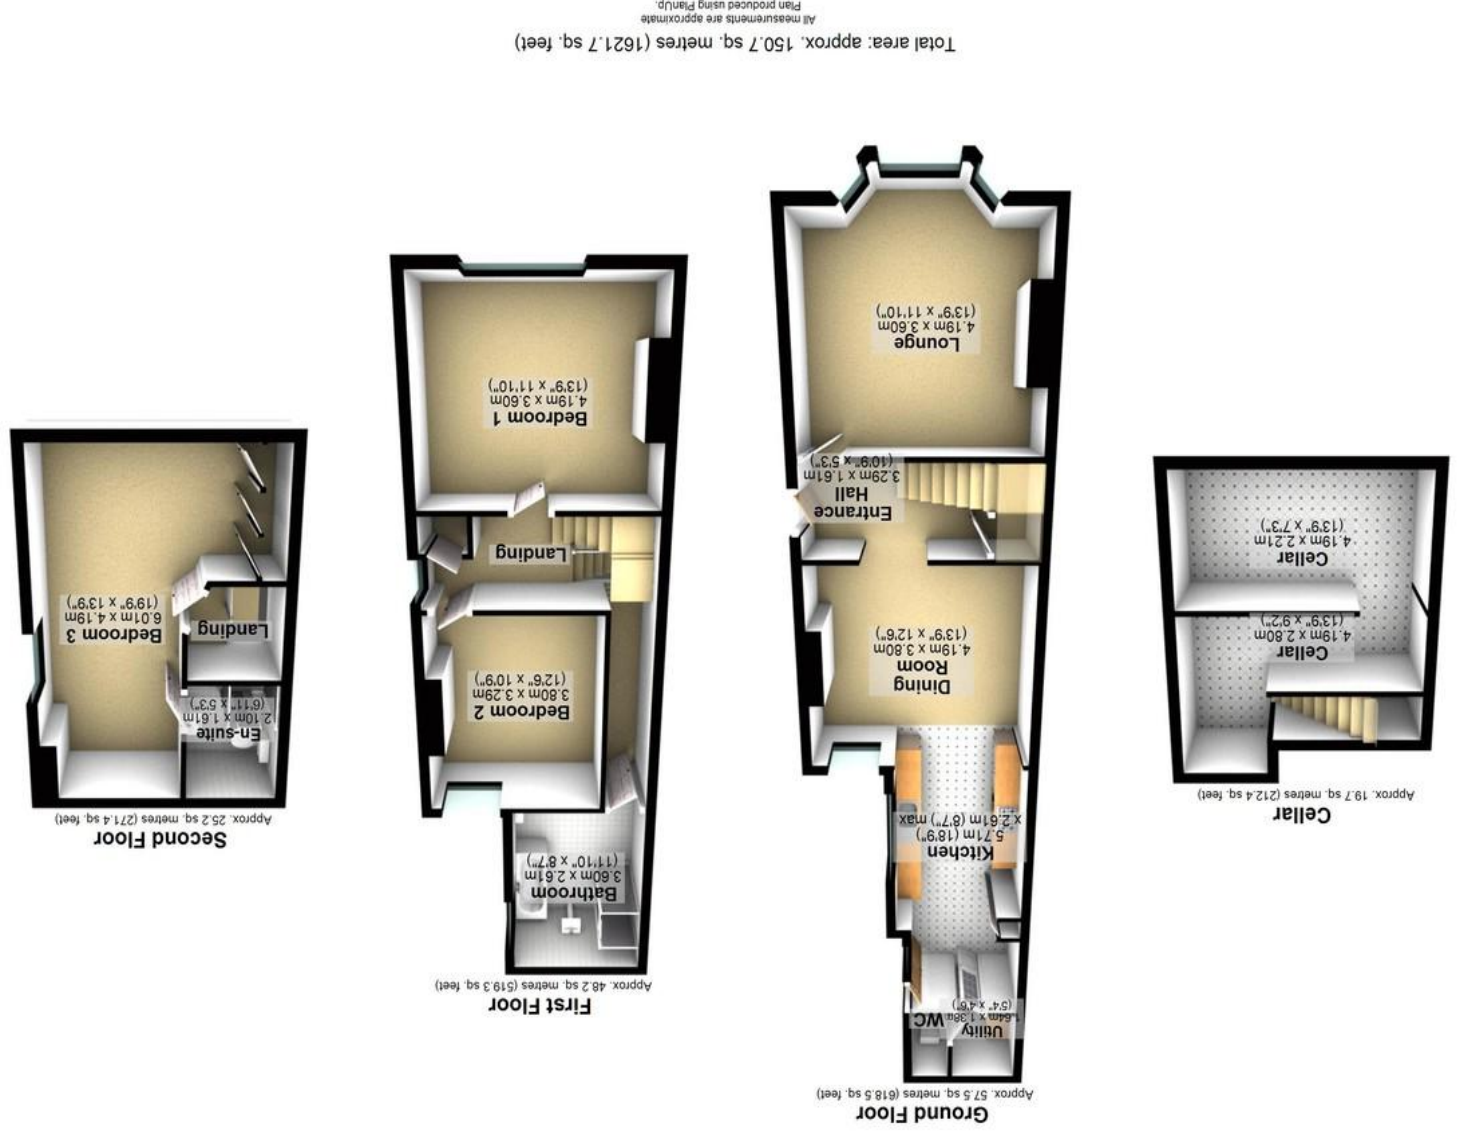 Cellar
Approx. 19.7 sq. metres (212.4 sq. feet)
Cellar
4.19m x 2.80m
(13'9" x 9'2")
Cellar
4.19m x 2.21m
(13'9" x 7'3")
Ground Floor
Approx. 57.5 sq. metres (618.5 sq. feet)
Utility
1.64m x 1.38m
(5'4" x 4'6")
WC
Kitchen
5.71m (18'9")
x 2.61m (8'7") max
Dining
Room
4.19m x 3.80m
(13'9" x 12'6")
Entrance
Hall
3.29m x 1.61m
(10'9" x 5'3")
Lounge
4.19m x 3.60m
(13'9" x 11'10")
First Floor
Approx. 48.2 sq. metres (519.3 sq. feet)
Bathroom
3.60m x 2.61m
(11'10" x 8'7")
Bedroom 2
3.80m x 3.29m
(12'6" x 10'9")
Landing
Bedroom 1
4.19m x 3.60m
(13'9" x 11'10")
Second Floor
Approx. 25.2 sq. metres (271.4 sq. feet)
En-suite
2.10m x 1.61m
(6'11" x 5'3")
Landing
Bedroom 3
6.01m x 4.19m
(19'9" x 13'9")
Total area: approx. 150.7 sq. metres (1621.7 sq. feet)
All measurements are approximate
Plan produced using PlanUp.